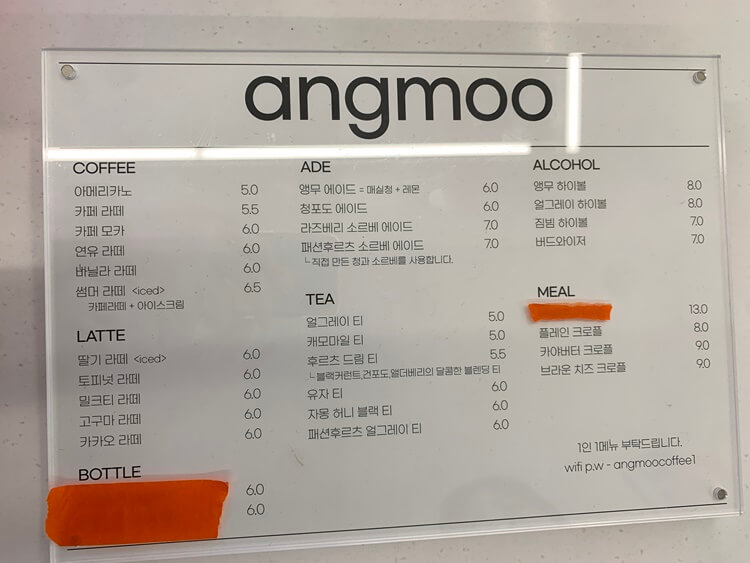 angmoo
COFFEE
아메리카노 5.0
카페 라떼 5.5
카페 모카 6.0
연유 라떼 6.0
바닐라 라떼 6.0
썸머 라떼 <iced> 6.5
카페라떼 + 아이스크림
LATTE
딸기 라떼 <iced> 6.0
토피넛 라떼 6.0
밀크티 라떼 6.0
고구마 라떼 6.0
카카오 라떼 6.0
BOTTLE
6.0
6.0
ADE
앵무 에이드 = 매실청 + 레몬 6.0
청포도 에이드 6.0
라즈베리 소르베 에이드 7.0
패션후르츠 소르베 에이드 7.0
└ 직접 만든 청과 소르베를 사용합니다.
TEA
얼그레이 티 5.0
캐모마일 티 5.0
후르츠 드림 티 5.5
└ 블랙커런트,건포도,엘더베리의 달콤한 블렌딩 티
유자 티 6.0
자몽 허니 블랙 티 6.0
패션후르츠 얼그레이 티 6.0
ALCOHOL
앵무 하이볼 8.0
얼그레이 하이볼 8.0
짐빔 하이볼 7.0
버드와이저 7.0
MEAL
13.0
플레인 크로플 8.0
카야버터 크로플 9.0
브라운 치즈 크로플 9.0
1인 1메뉴 부탁드립니다.
wifi p.w - angmoocoffee1